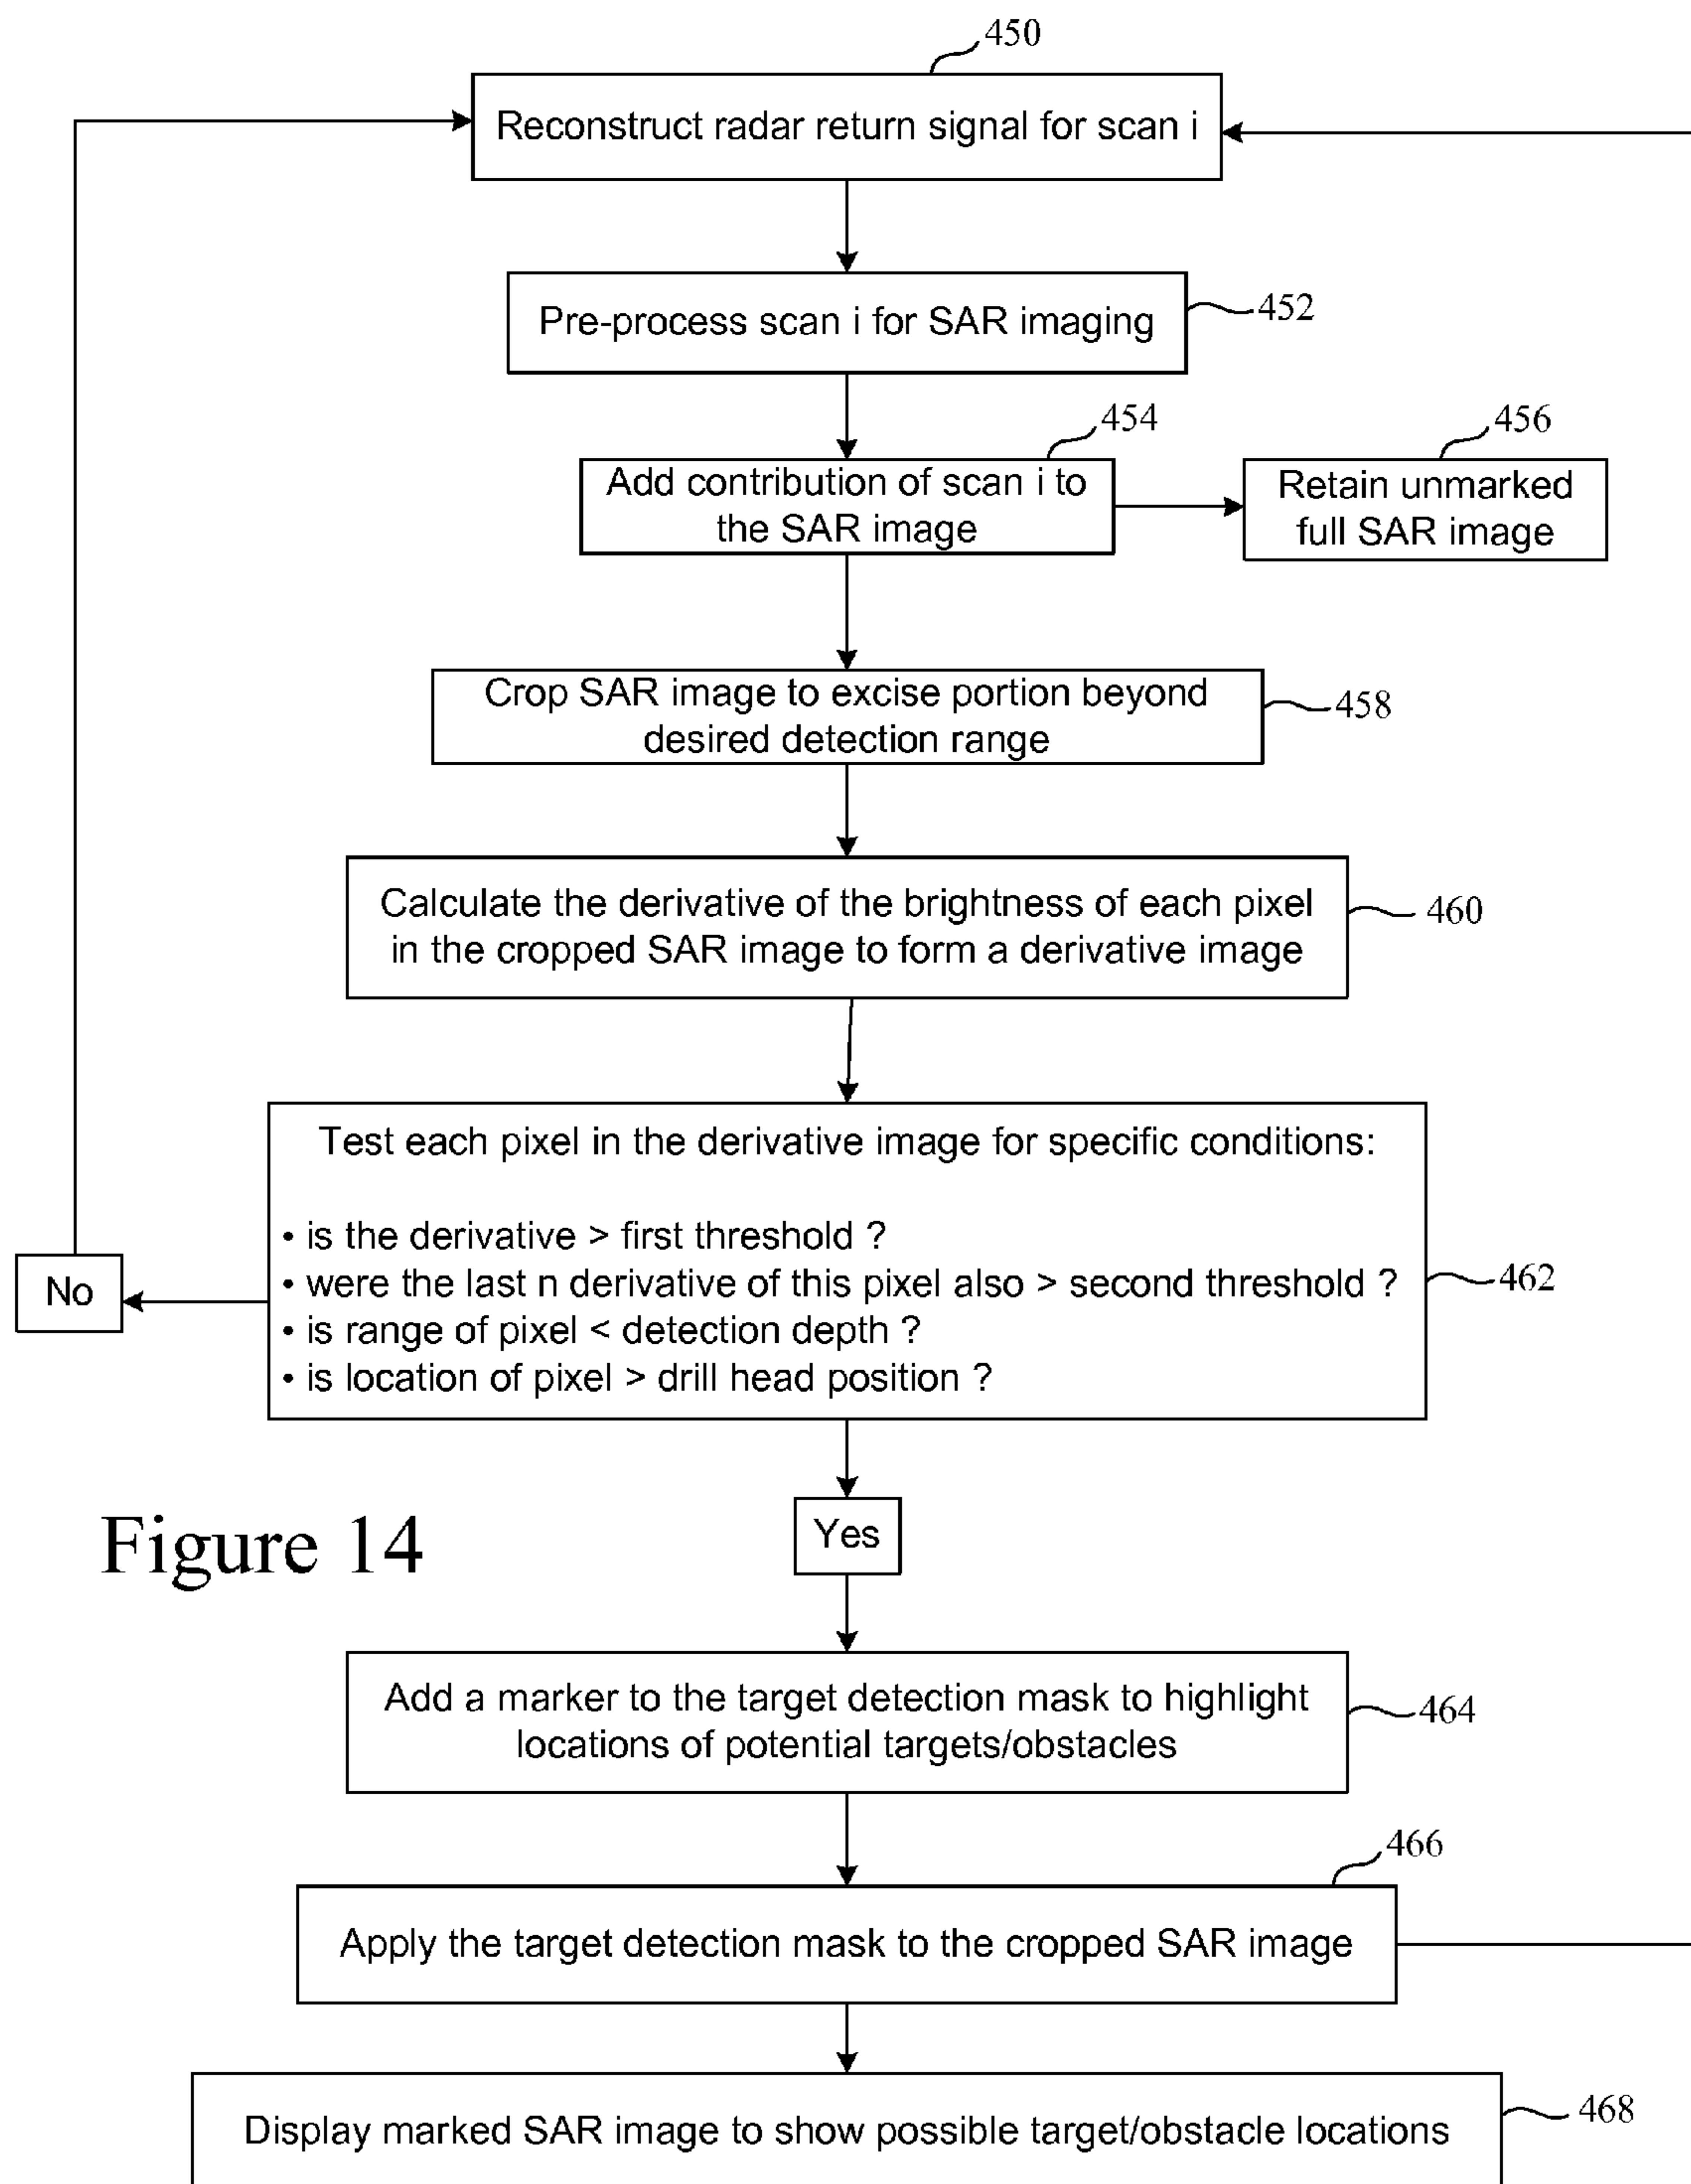 450
Reconstruct radar return signal for scan i
Pre-process scan i for SAR imaging
452
454
Add contribution of scan i to
the SAR image
456
Retain unmarked
full SAR image
Crop SAR image to excise portion beyond
desired detection range
458
Calculate the derivative of the brightness of each pixel
in the cropped SAR image to form a derivative image
460
Test each pixel in the derivative image for specific conditions:
• is the derivative > first threshold ?
• were the last n derivative of this pixel also > second threshold ?
• is range of pixel < detection depth ?
• is location of pixel > drill head position ?
462
No
Yes
Figure 14
Add a marker to the target detection mask to highlight
locations of potential targets/obstacles
464
466
Apply the target detection mask to the cropped SAR image
Display marked SAR image to show possible target/obstacle locations
468